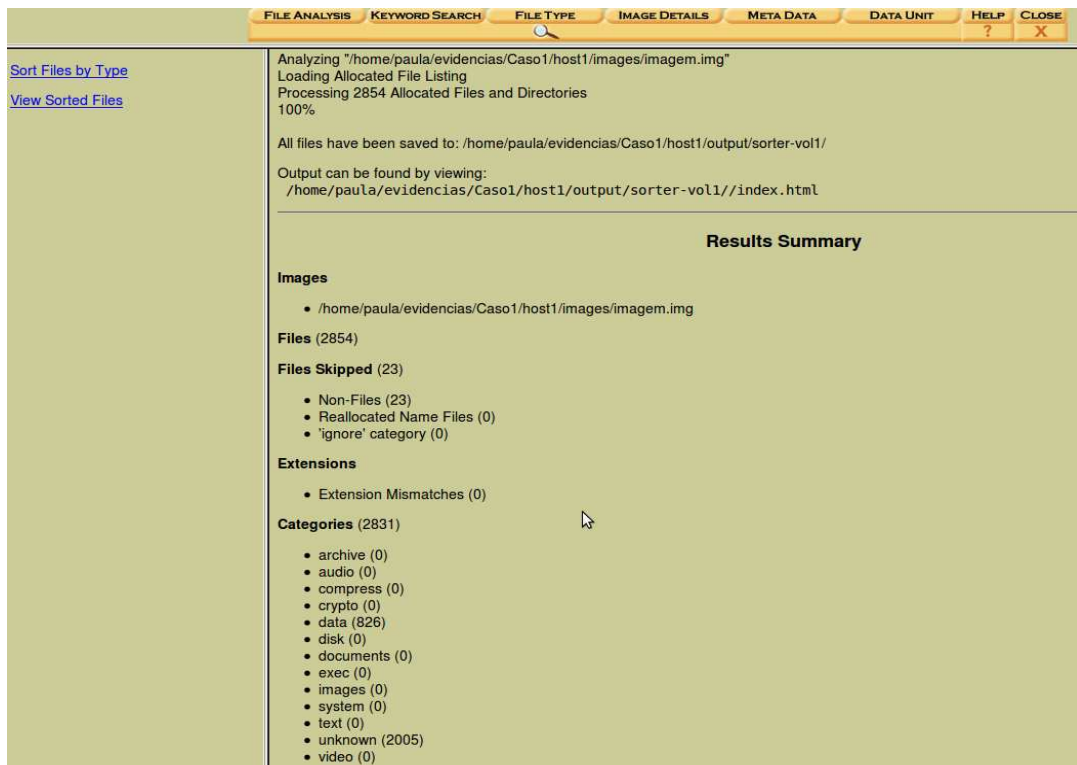 FILE ANALYSIS KEYWORD SEARCH FILE TYPE IMAGE DETAILS META DATA DATA UNIT HELP CLOSE
? X
Sort Files by Type
View Sorted Files
Analyzing "/home/paula/evidencias/Caso1/host1/images/imagem.img"
Loading Allocated File Listing
Processing 2854 Allocated Files and Directories
100%
All files have been saved to: /home/paula/evidencias/Caso1/host1/output/sorter-vol1/
Output can be found by viewing:
/home/paula/evidencias/Caso1/host1/output/sorter-vol1//index.html
Results Summary
Images
• /home/paula/evidencias/Caso1/host1/images/imagem.img
Files (2854)
Files Skipped (23)
• Non-Files (23)
• Reallocated Name Files (0)
• 'ignore' category (0)
Extensions
• Extension Mismatches (0)
Categories (2831)
• archive (0)
• audio (0)
• compress (0)
• crypto (0)
• data (826)
• disk (0)
• documents (0)
• exec (0)
• images (0)
• system (0)
• text (0)
• unknown (2005)
• video (0)